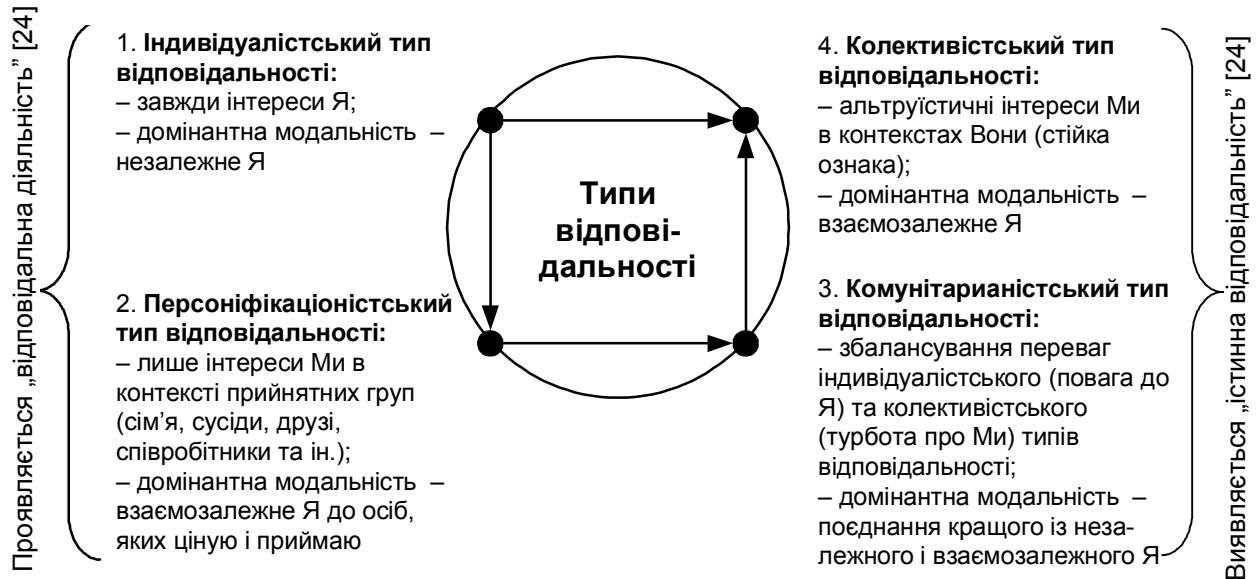 Проявляється „відповідальна діяльність” [24]
1. Індивідуалістський тип
відповідальності:
– завжди інтереси Я;
– домінантна модальність –
незалежне Я
2. Персоніфікаціоністський
тип відповідальності:
– лише інтереси Ми в
контексті прийнятних груп
(сім’я, сусіди, друзі,
співробітники та ін.);
– домінантна модальність –
взаємозалежне Я до осіб,
яких ціную і приймаю
Типи
відпові-
дальності
4. Колективістський тип
відповідальності:
– альтруїстичні інтереси Ми
в контекстах Вони (стійка
ознака);
– домінантна модальність –
взаємозалежне Я
3. Комунітарианістський тип
відповідальності:
– збалансування переваг
індивідуалістського (повага до
Я) та колективістського
(турбота про Ми) типів
відповідальності;
– домінантна модальність –
поєднання кращого із неза-
лежного і взаємозалежного Я
Виявляється „істинна відповідальність” [24]